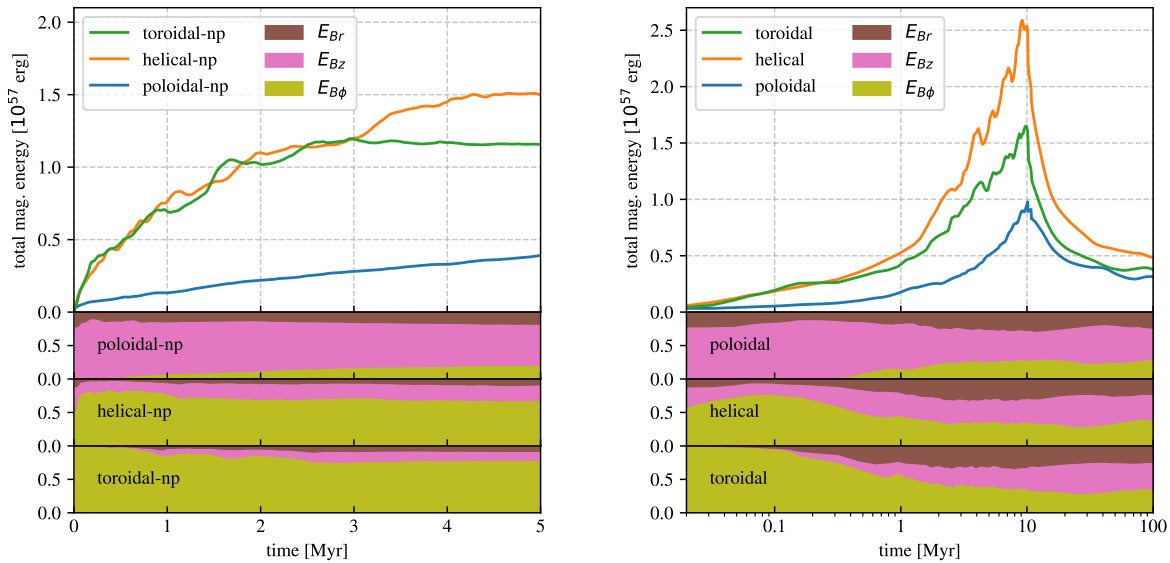 total mag. energy [10^57 erg]
2.0
1.5
1.0
0.5
0.0
toroidal-np
helical-np
poloidal-np
E_Br
E_Bz
E_Bϕ
0.5
poloidal-np
0.0
0.5
helical-np
0.0
0.5
toroidal-np
0.0
0 1 2 3 4 5
time [Myr]
total mag. energy [10^57 erg]
2.5
2.0
1.5
1.0
0.5
0.0
toroidal
helical
poloidal
E_Br
E_Bz
E_Bϕ
0.5
poloidal
0.0
0.5
helical
0.0
0.5
toroidal
0.0
0.1 1 10 100
time [Myr]